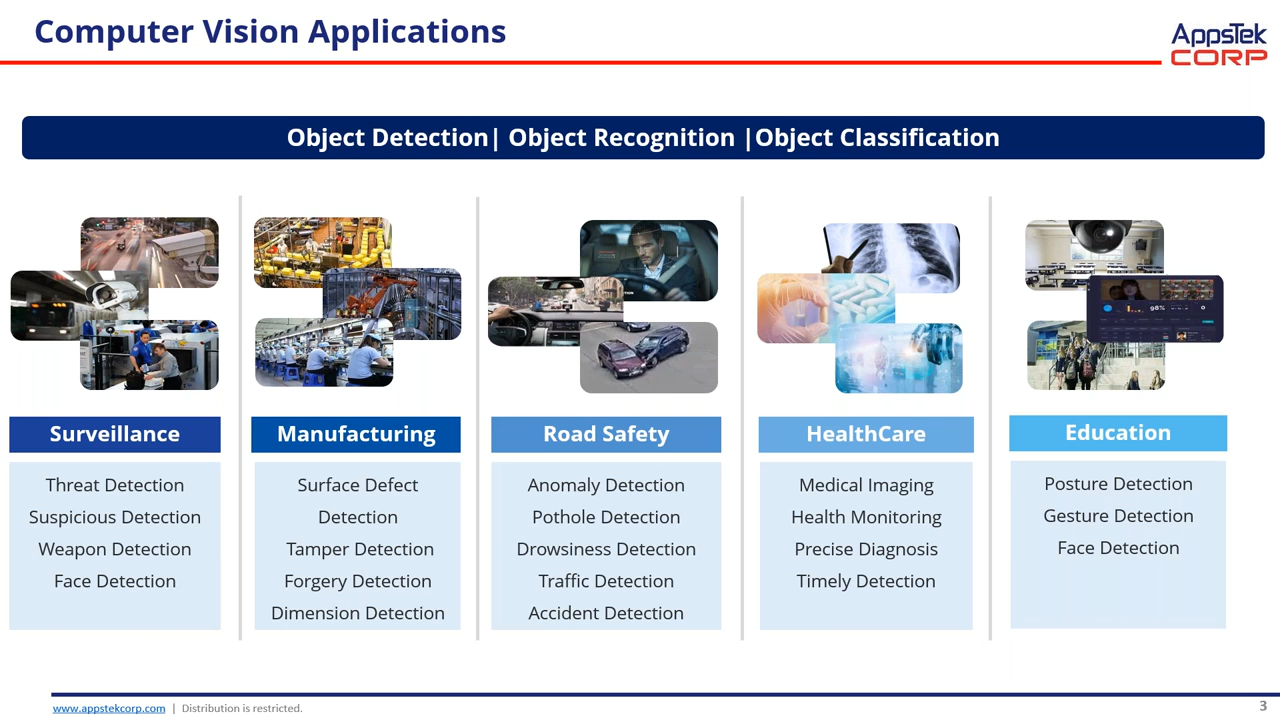 Computer Vision Applications
AppsTek
CORP
Object Detection| Object Recognition |Object Classification
98%
Surveillance
Threat Detection
Suspicious Detection
Weapon Detection
Face Detection
Manufacturing
Surface Defect
Detection
Tamper Detection
Forgery Detection
Dimension Detection
Road Safety
Anomaly Detection
Pothole Detection
Drowsiness Detection
Traffic Detection
Accident Detection
HealthCare
Medical Imaging
Health Monitoring
Precise Diagnosis
Timely Detection
Education
Posture Detection
Gesture Detection
Face Detection
www.appstekcorp.com | Distribution is restricted.
3